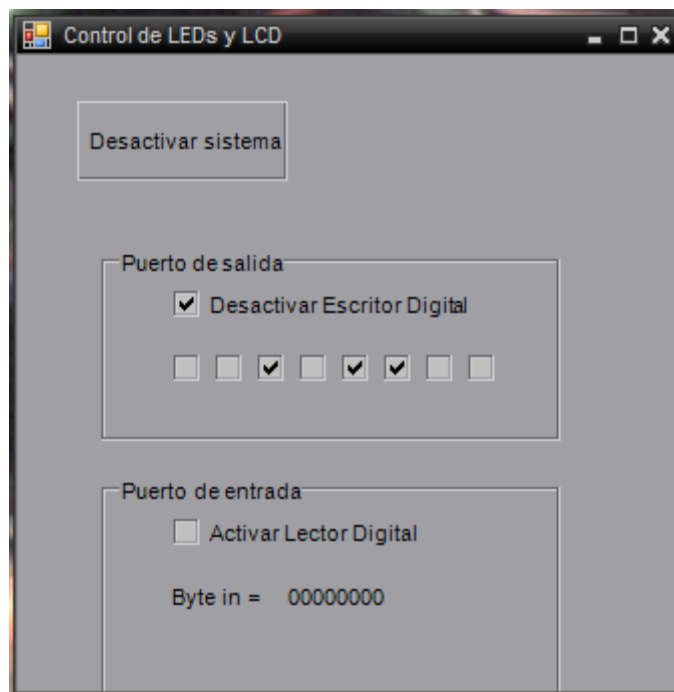 Control de LEDs y LCD
Desactivar sistema
Puerto de salida
Desactivar Escritor Digital
Puerto de entrada
Activar Lector Digital
Byte in = 00000000